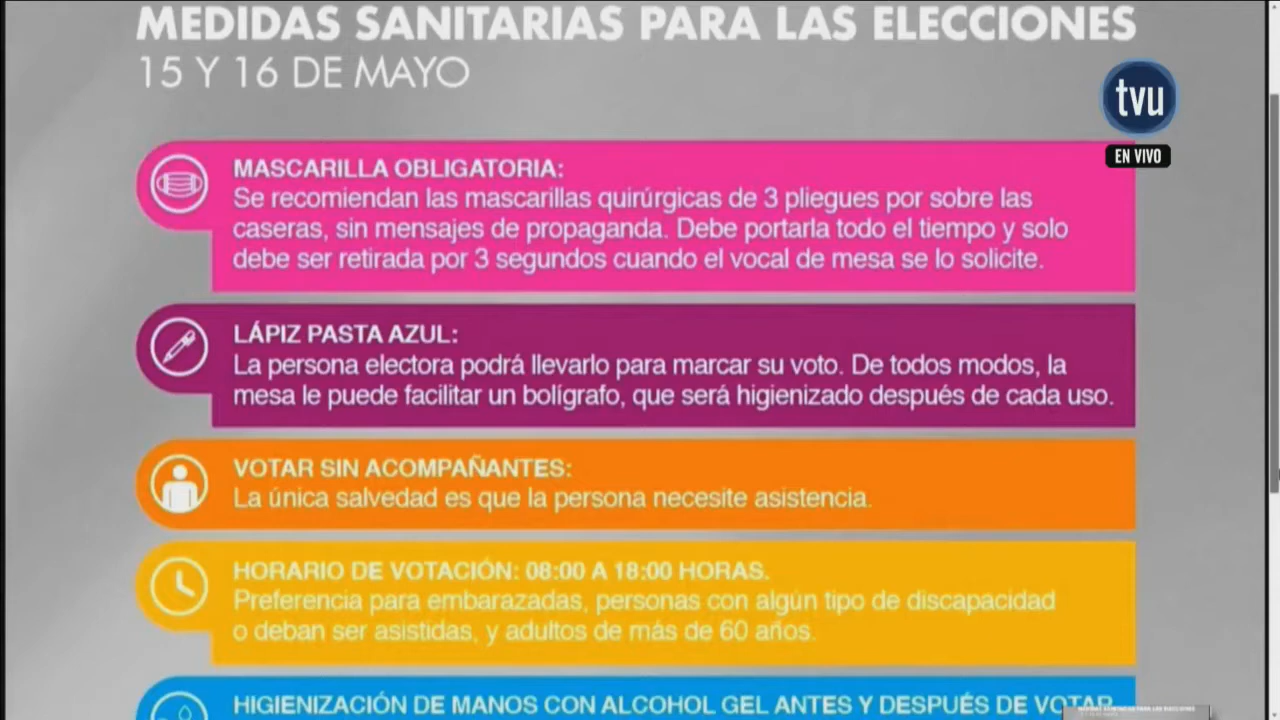 MEDIDAS SANITARIAS PARA LAS ELECCIONES
15 Y 16 DE MAYO
tvu
EN VIVO
MASCARILLA OBLIGATORIA:
Se recomiendan las mascarillas quirúrgicas de 3 pliegues por sobre las
caseras, sin mensajes de propaganda. Debe portarla todo el tiempo y solo
debe ser retirada por 3 segundos cuando el vocal de mesa se lo solicite.
LÁPIZ PASTA AZUL:
La persona electora podrá llevarlo para marcar su voto. De todos modos, la
mesa le puede facilitar un bolígrafo, que será higienizado después de cada uso.
VOTAR SIN ACOMPAÑANTES:
La única salvedad es que la persona necesite asistencia.
HORARIO DE VOTACIÓN: 08:00 A 18:00 HORAS.
Preferencia para embarazadas, personas con algún tipo de discapacidad
o deban ser asistidas, y adultos de más de 60 años.
HIGIENIZACIÓN DE MANOS CON ALCOHOL GEL ANTES Y DESPUÉS DE VOTAR
MEDIDAS SANITARIAS PARA LAS ELECCIONES